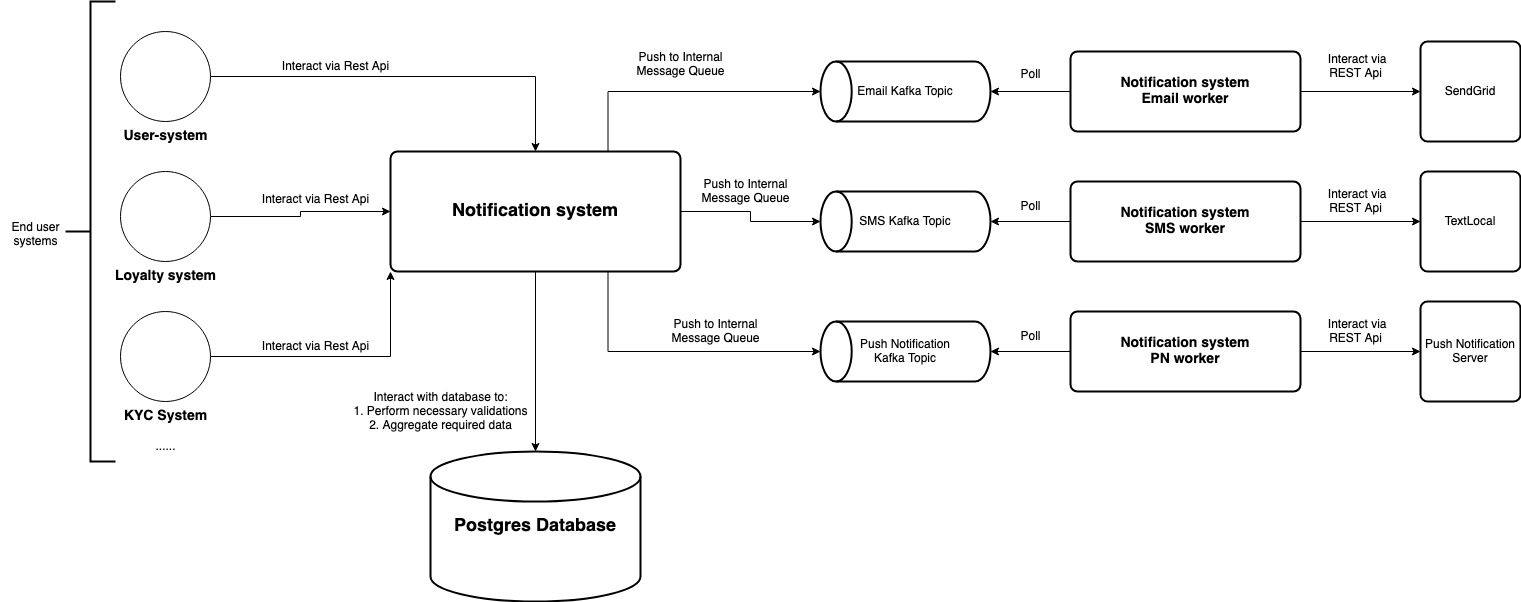 End user
systems
Interact via Rest Api
User-system
Interact via Rest Api
Loyalty system
Interact via Rest Api
KYC System
......
Notification system
Interact with database to:
1. Perform necessary validations
2. Aggregate required data
Postgres Database
Push to Internal
Message Queue
Email Kafka Topic
Poll
Notification system
Email worker
Interact via
REST Api
SendGrid
Push to Internal
Message Queue
SMS Kafka Topic
Poll
Notification system
SMS worker
Interact via
REST Api
TextLocal
Push to Internal
Message Queue
Push Notification
Kafka Topic
Poll
Notification system
PN worker
Interact via
REST Api
Push Notification
Server